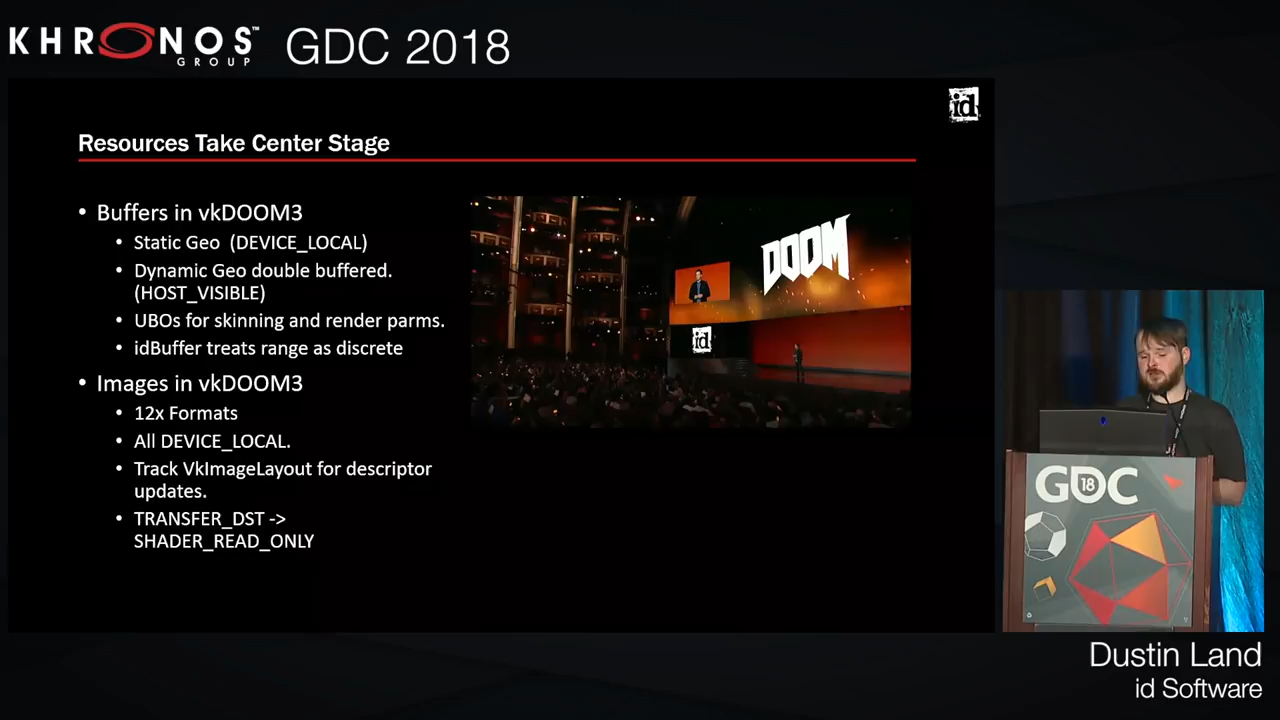 KHRONOS™
GROUP
GDC 2018
id
Resources Take Center Stage
• Buffers in vkDOOM3
• Static Geo (DEVICE_LOCAL)
• Dynamic Geo double buffered.
(HOST_VISIBLE)
• UBOs for skinning and render parms.
• idBuffer treats range as discrete
• Images in vkDOOM3
• 12x Formats
• All DEVICE_LOCAL.
• Track VkImageLayout for descriptor
updates.
• TRANSFER_DST ->
SHADER_READ_ONLY
DOOM
id
GDC
18
Dustin Land
id Software